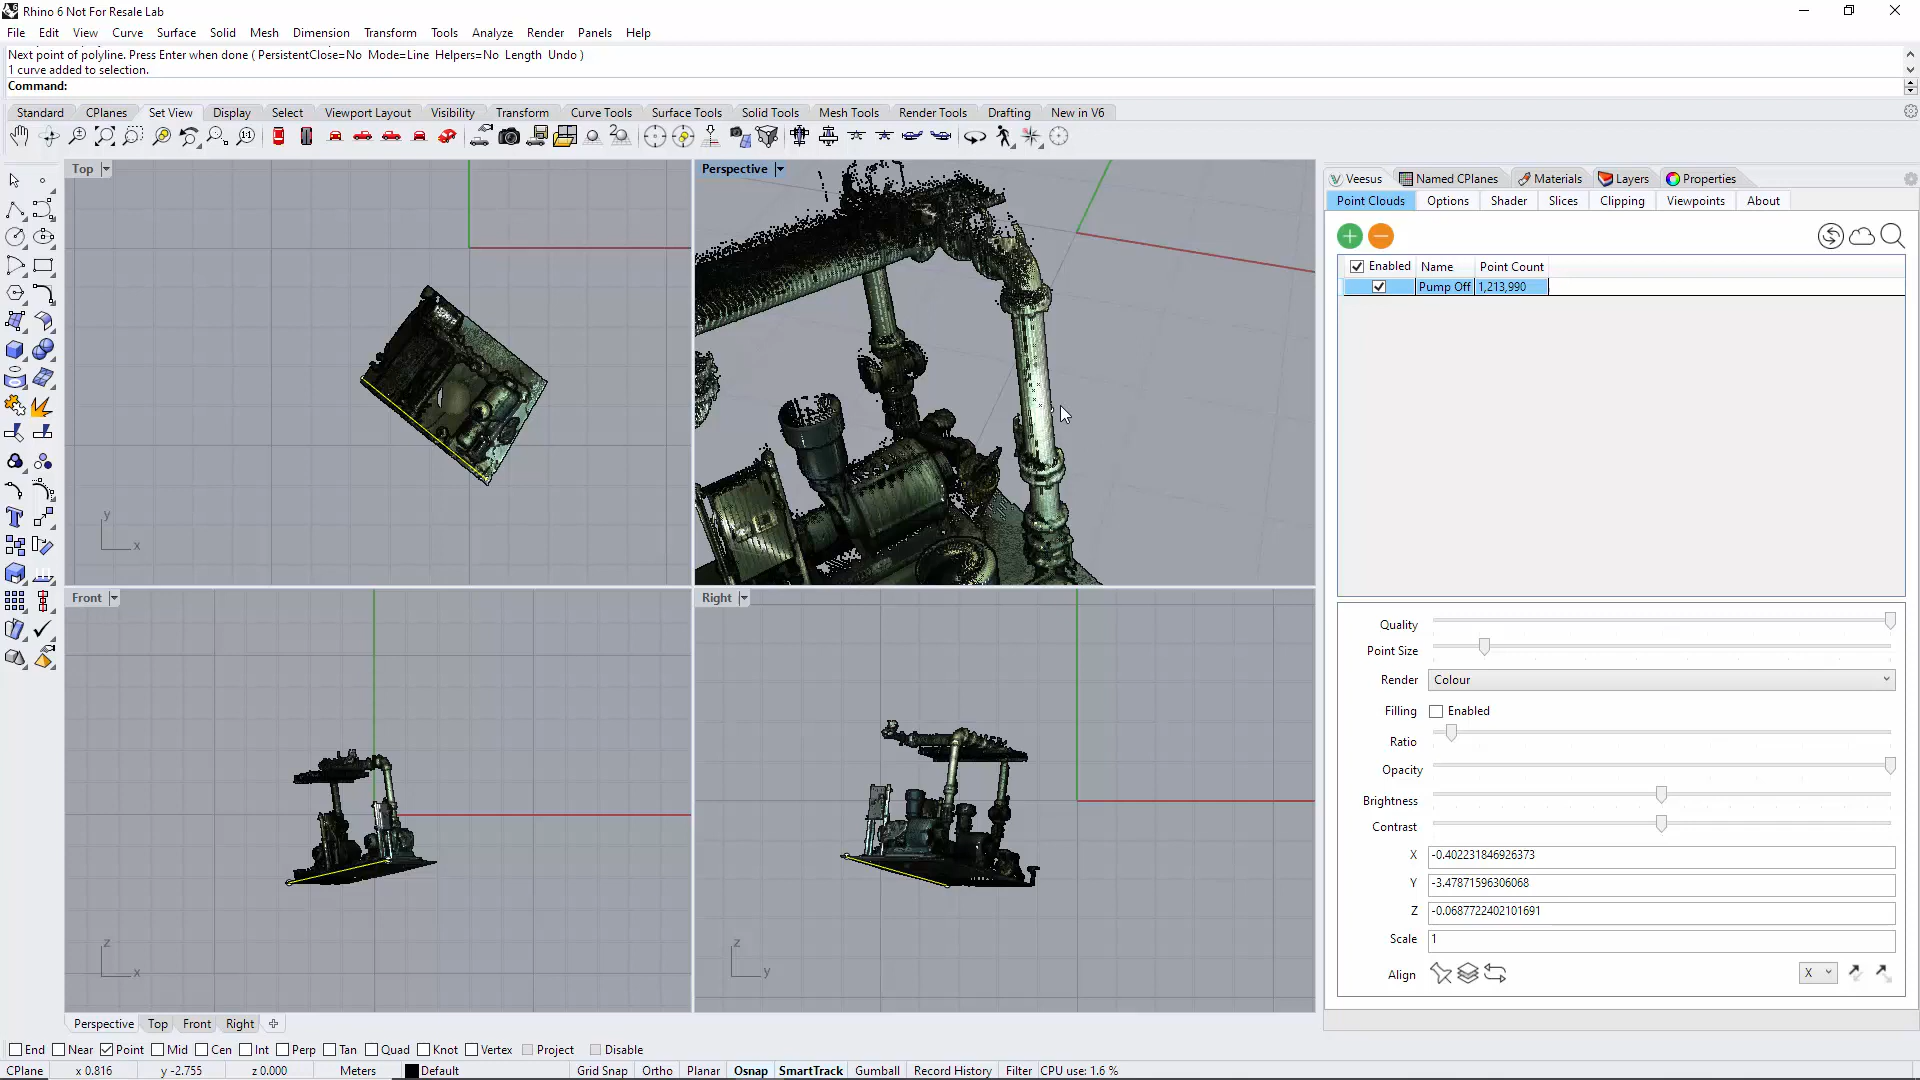 Rhino 6 Not For Resale Lab
File Edit View Curve Surface Solid Mesh Dimension Transform Tools Analyze Render Panels Help
Next point of polyline. Press Enter when done ( PersistentClose=No Mode=Line Helpers=No Length Undo )
1 curve added to selection.
Command:
Standard CPlanes Set View Display Select Viewport Layout Visibility Transform Curve Tools Surface Tools Solid Tools Mesh Tools Render Tools Drafting New in V6
Top
Perspective
Veesus Named CPlanes Materials Layers Properties
Point Clouds Options Shader Slices Clipping Viewpoints About
Enabled Name Point Count
Pump Off 1,213,990
y
x
Front
Right
Quality
Point Size
Render Colour
Filling Enabled
Ratio
Opacity
Brightness
Contrast
X -0.402231846926373
Y -3.47871596306068
Z -0.0687722402101691
Scale 1
Align X
z
x
z
y
Perspective Top Front Right
End Near Point Mid Cen Int Perp Tan Quad Knot Vertex Project Disable
CPlane x 0.816 y -2.755 z 0.000 Meters Default Grid Snap Ortho Planar Osnap SmartTrack Gumball Record History Filter CPU use: 1.6 %